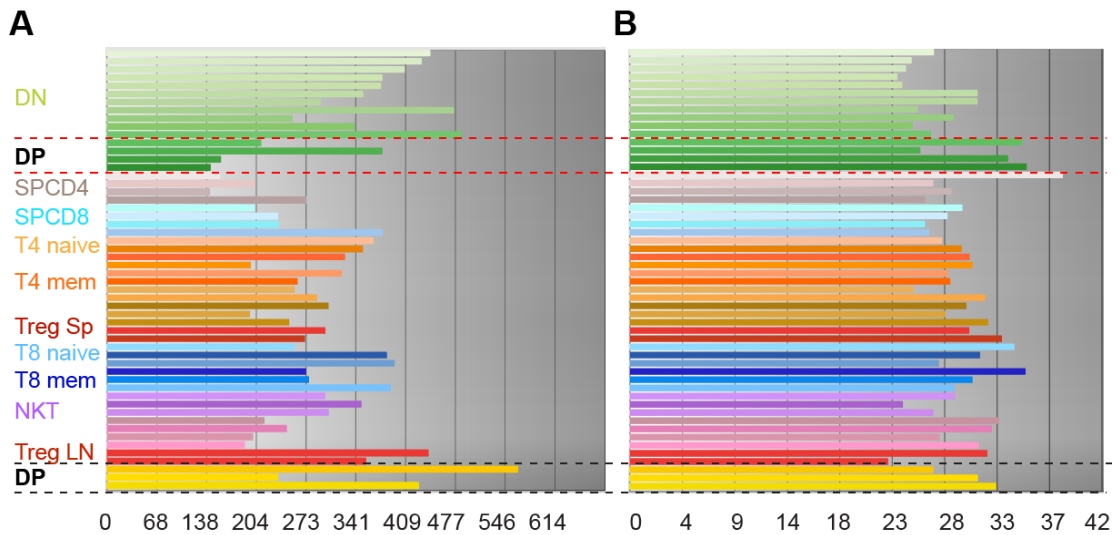 A B
DN
DP
SPCD4
SPCD8
T4 naive
T4 mem
Treg Sp
T8 naive
T8 mem
NKT
Treg LN
DP
0 68 138 204 273 341 409 477 546 614
0 4 9 14 18 23 28 33 37 42